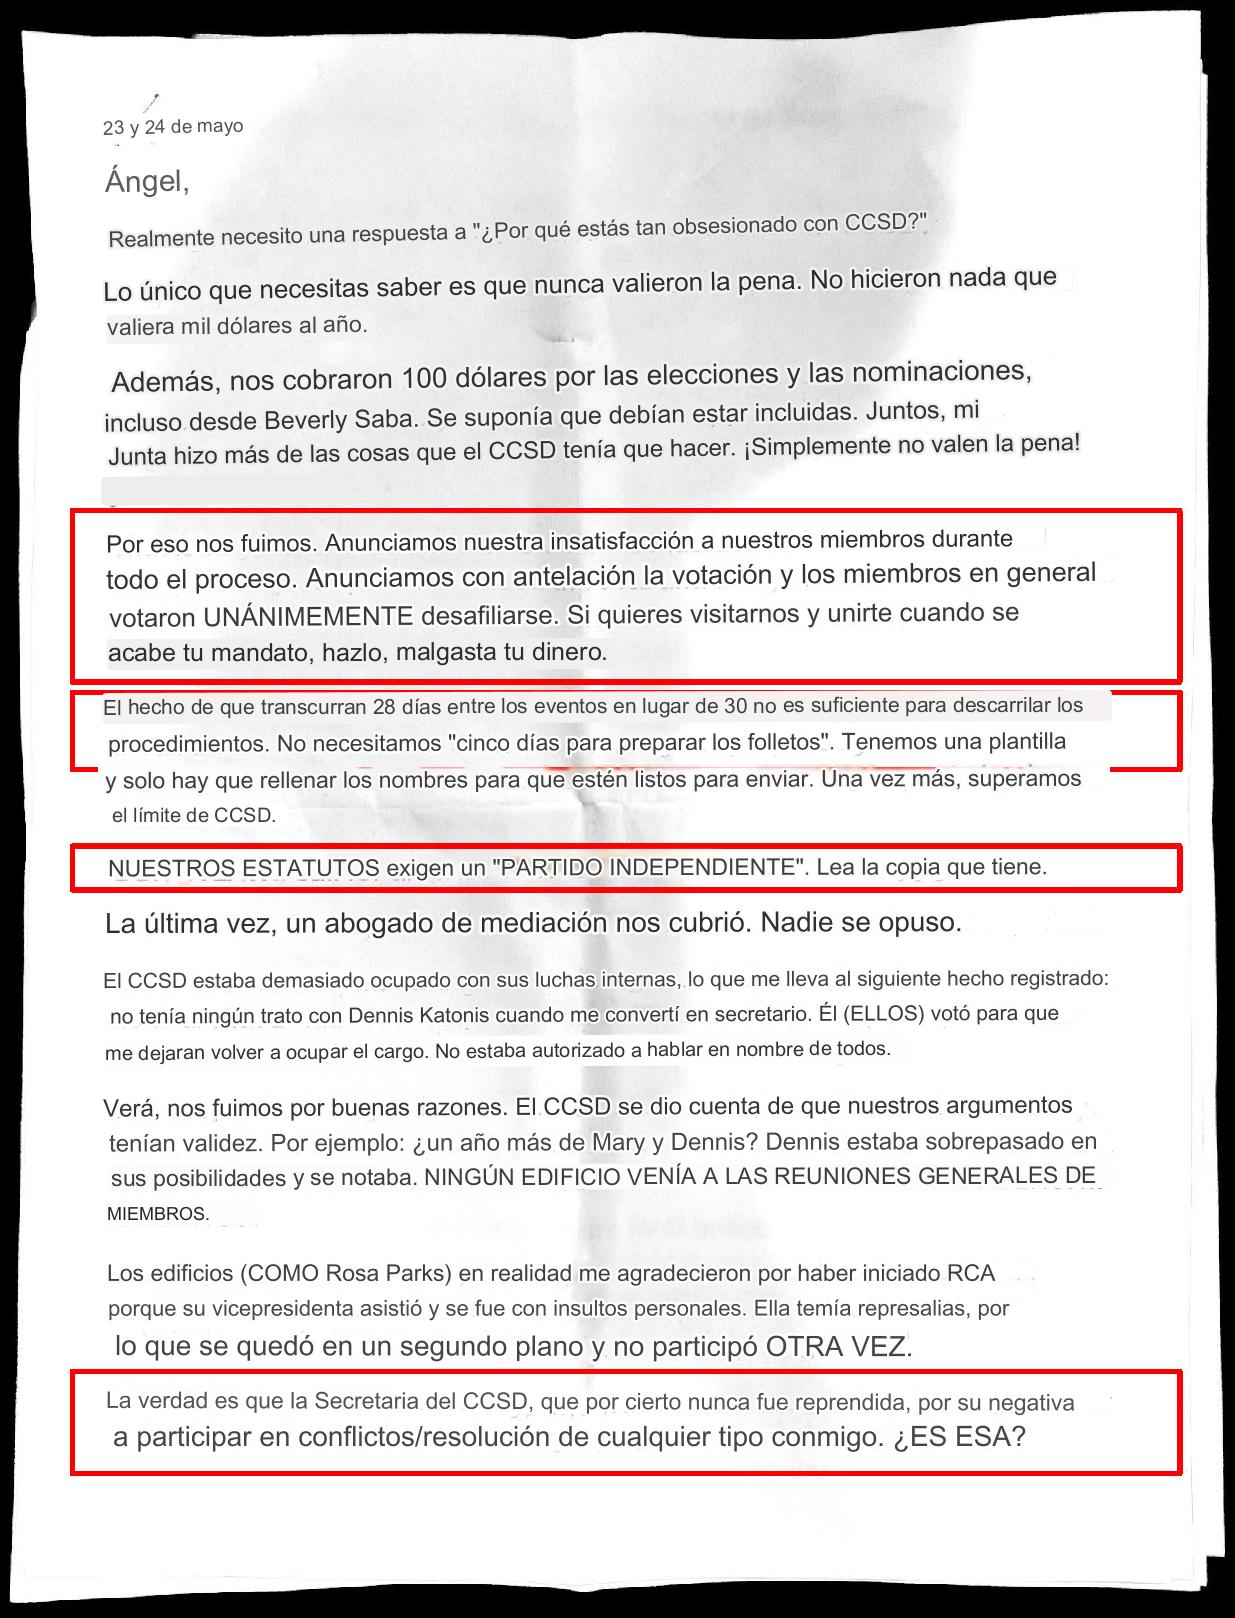 23 y 24 de mayo
Ángel,
Realmente necesito una respuesta a "¿Por qué estás tan obsesionado con CCSD?"
Lo único que necesitas saber es que nunca valieron la pena. No hicieron nada que
valiera mil dólares al año.
Además, nos cobraron 100 dólares por las elecciones y las nominaciones,
incluso desde Beverly Saba. Se suponía que debían estar incluidas. Juntos, mi
Junta hizo más de las cosas que el CCSD tenía que hacer. ¡Simplemente no valen la pena!
Por eso nos fuimos. Anunciamos nuestra insatisfacción a nuestros miembros durante
todo el proceso. Anunciamos con antelación la votación y los miembros en general
votaron UNÁNIMEMENTE desafiliarse. Si quieres visitarnos y unirte cuando se
acabe tu mandato, hazlo, malgasta tu dinero.
El hecho de que transcurran 28 días entre los eventos en lugar de 30 no es suficiente para descarrilar los
procedimientos. No necesitamos "cinco días para preparar los folletos". Tenemos una plantilla
y solo hay que rellenar los nombres para que estén listos para enviar. Una vez más, superamos
el límite de CCSD.
NUESTROS ESTATUTOS exigen un "PARTIDO INDEPENDIENTE". Lea la copia que tiene.
La última vez, un abogado de mediación nos cubrió. Nadie se opuso.
El CCSD estaba demasiado ocupado con sus luchas internas, lo que me lleva al siguiente hecho registrado:
no tenía ningún trato con Dennis Katonis cuando me convertí en secretario. Él (ELLOS) votó para que
me dejaran volver a ocupar el cargo. No estaba autorizado a hablar en nombre de todos.
Verá, nos fuimos por buenas razones. El CCSD se dio cuenta de que nuestros argumentos
tenían validez. Por ejemplo: ¿un año más de Mary y Dennis? Dennis estaba sobrepasado en
sus posibilidades y se notaba. NINGÚN EDIFICIO VENÍA A LAS REUNIONES GENERALES DE
MIEMBROS.
Los edificios (COMO Rosa Parks) en realidad me agradecieron por haber iniciado RCA
porque su vicepresidenta asistió y se fue con insultos personales. Ella temía represalias, por
lo que se quedó en un segundo plano y no participó OTRA VEZ.
La verdad es que la Secretaria del CCSD, que por cierto nunca fue reprendida, por su negativa
a participar en conflictos/resolución de cualquier tipo conmigo. ¿ES ESA?